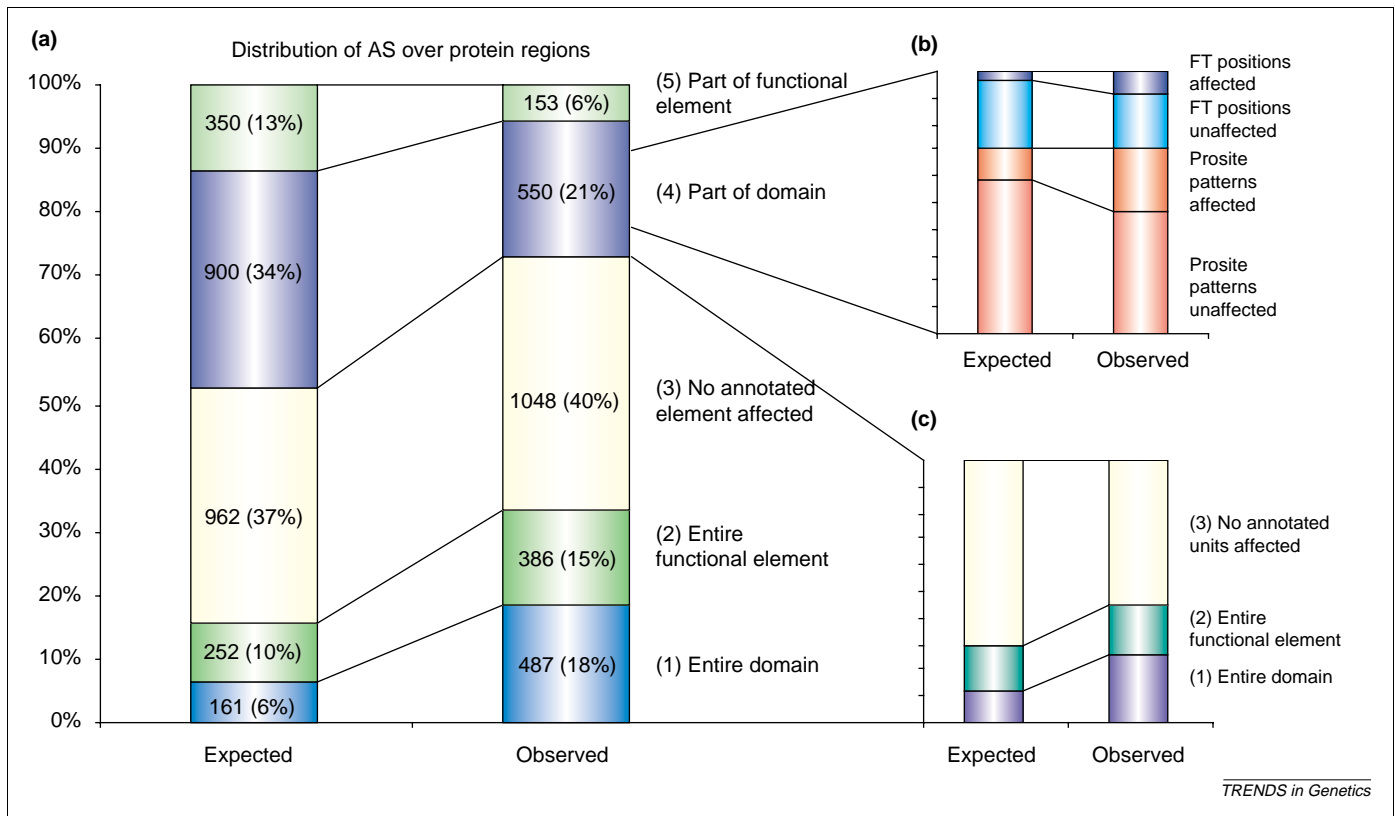 (a)
Distribution of AS over protein regions
100%
90%
80%
70%
60%
50%
40%
30%
20%
10%
0%
350 (13%)
900 (34%)
962 (37%)
252 (10%)
161 (6%)
153 (6%)
550 (21%)
1048 (40%)
386 (15%)
487 (18%)
Expected
Observed
(5) Part of functional
element
(4) Part of domain
(3) No annotated
element affected
(2) Entire
functional element
(1) Entire domain
(b)
FT positions
affected
FT positions
unaffected
Prosite
patterns
affected
Prosite
patterns
unaffected
Expected
Observed
(c)
(3) No annotated
units affected
(2) Entire
functional element
(1) Entire domain
Expected
Observed
TRENDS in Genetics